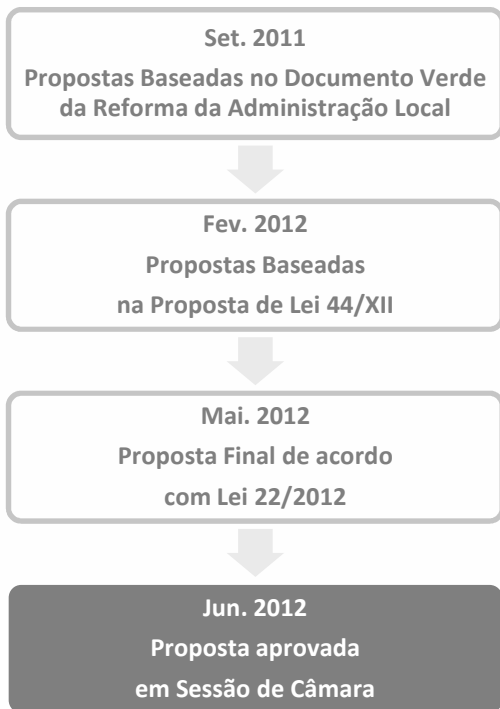 Set. 2011
Propostas Baseadas no Documento Verde
da Reforma da Administração Local
Fev. 2012
Propostas Baseadas
na Proposta de Lei 44/XII
Mai. 2012
Proposta Final de acordo
com Lei 22/2012
Jun. 2012
Proposta aprovada
em Sessão de Câmara